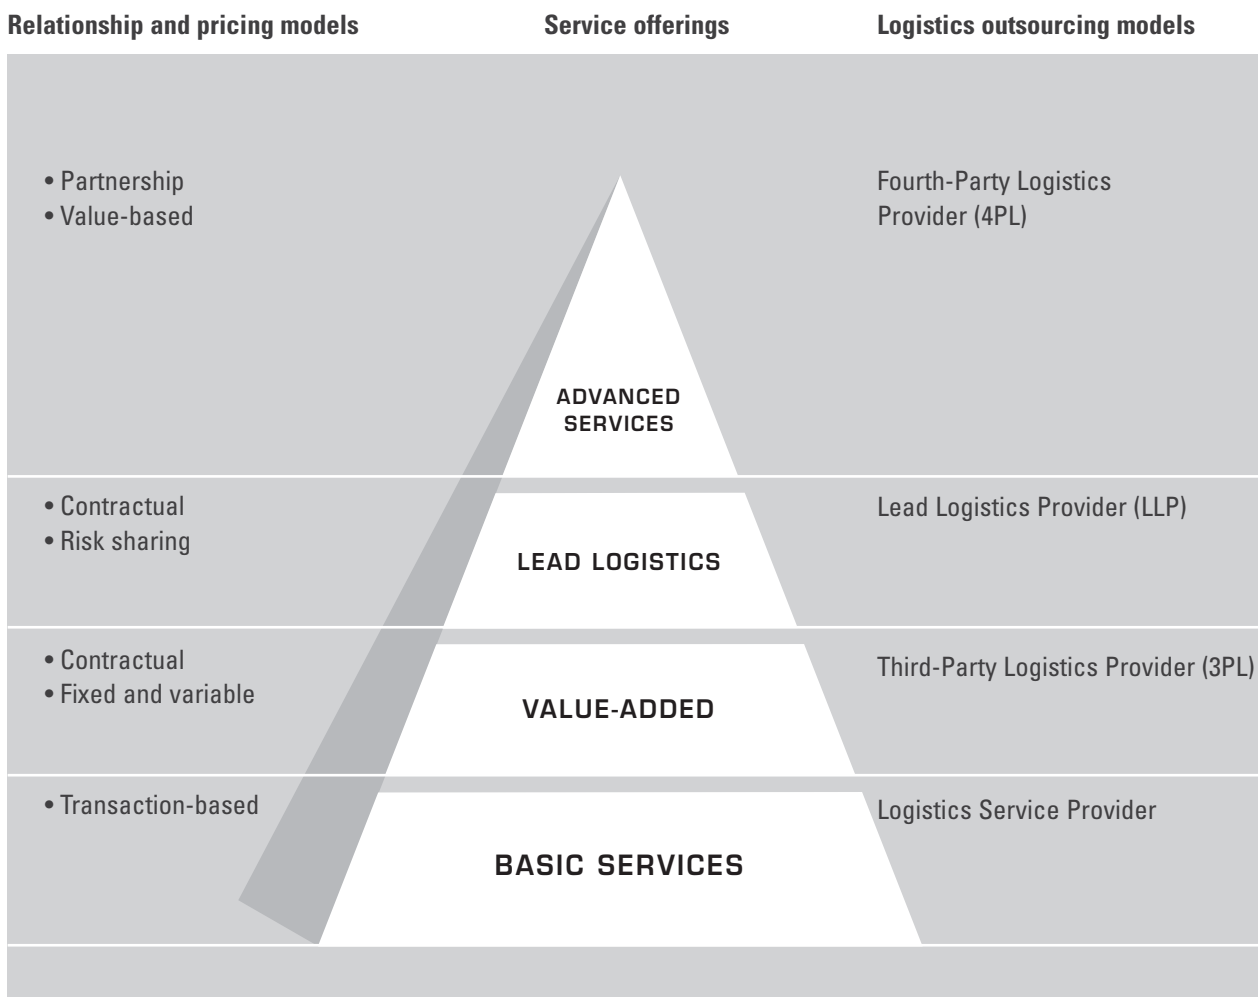 Relationship and pricing models
Service offerings
Logistics outsourcing models
• Partnership
• Value-based
Fourth-Party Logistics
Provider (4PL)
ADVANCED
SERVICES
• Contractual
• Risk sharing
Lead Logistics Provider (LLP)
LEAD LOGISTICS
• Contractual
• Fixed and variable
Third-Party Logistics Provider (3PL)
VALUE-ADDED
• Transaction-based
Logistics Service Provider
BASIC SERVICES